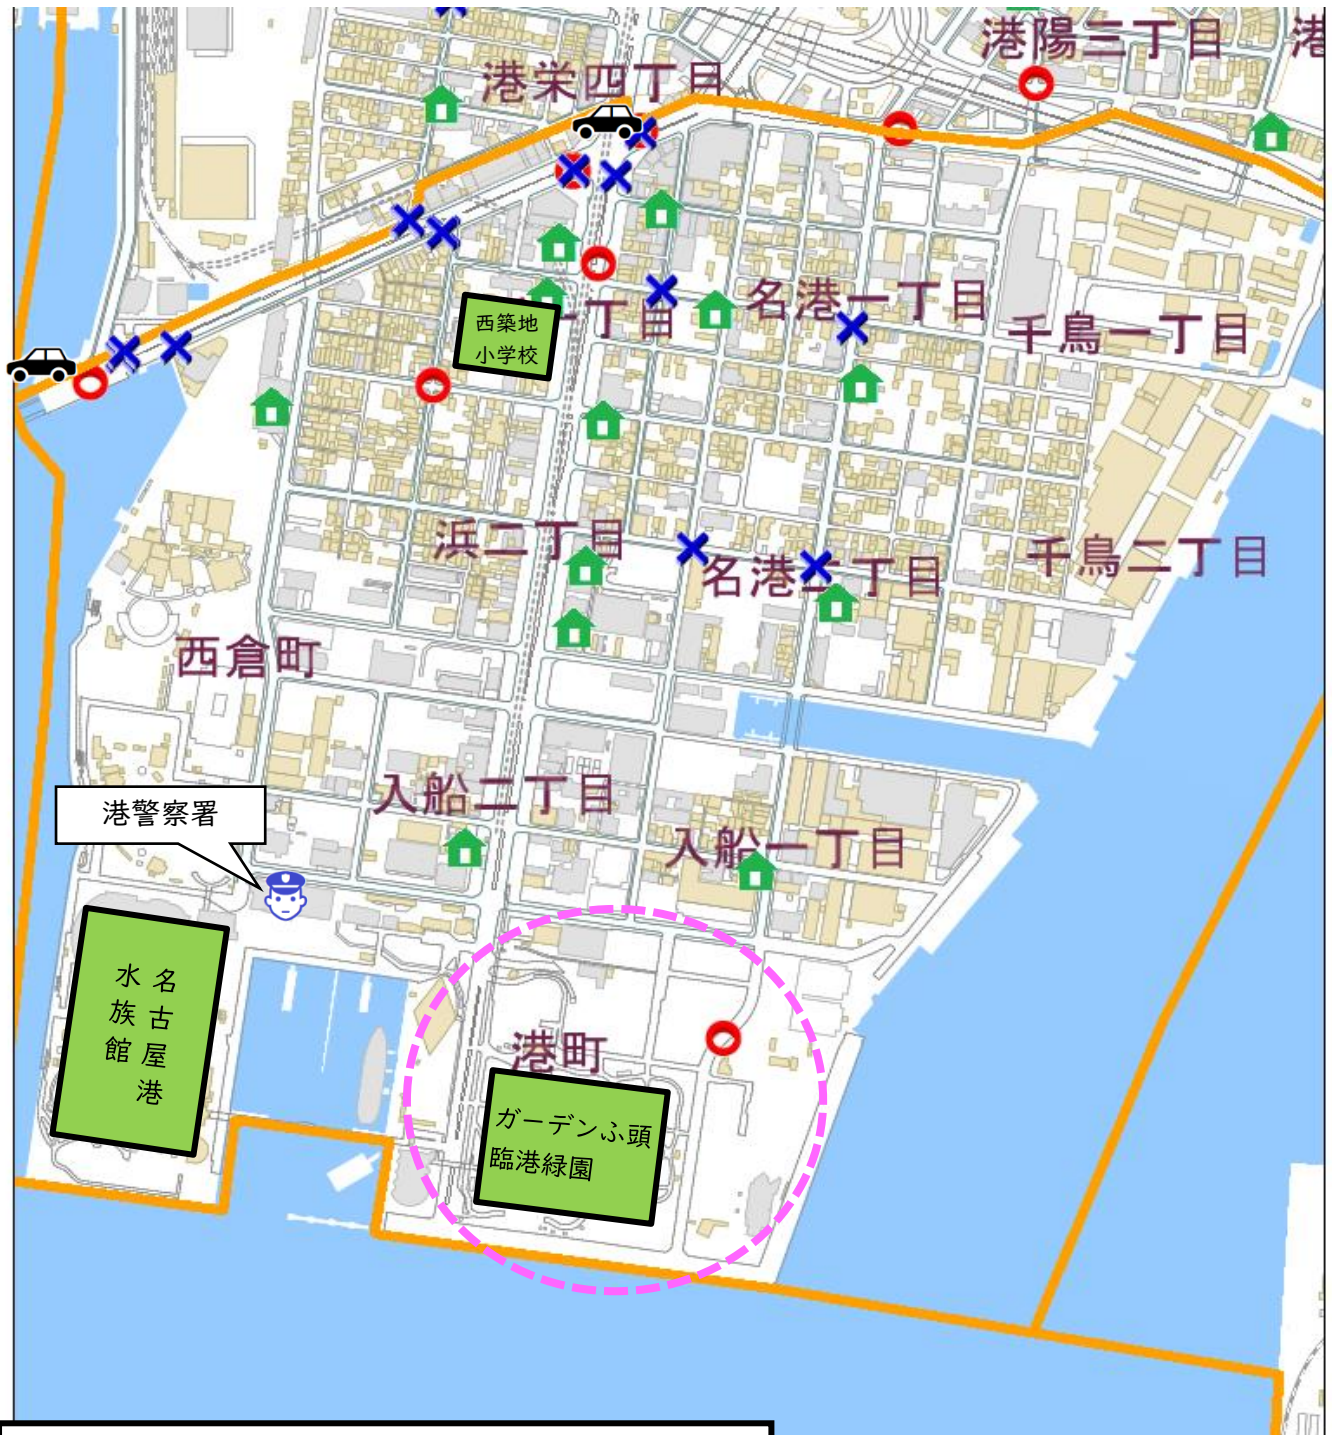 港陽三丁目
港
港栄四丁目
名港一丁目
丁目
西築地
小学校
千鳥一丁目
浜二丁目
千鳥二丁目
名港二丁目
西倉町
入船二丁目
港警察署
入船一丁目
名古屋港
水族館
港町
ガーデンふ頭
臨港緑園